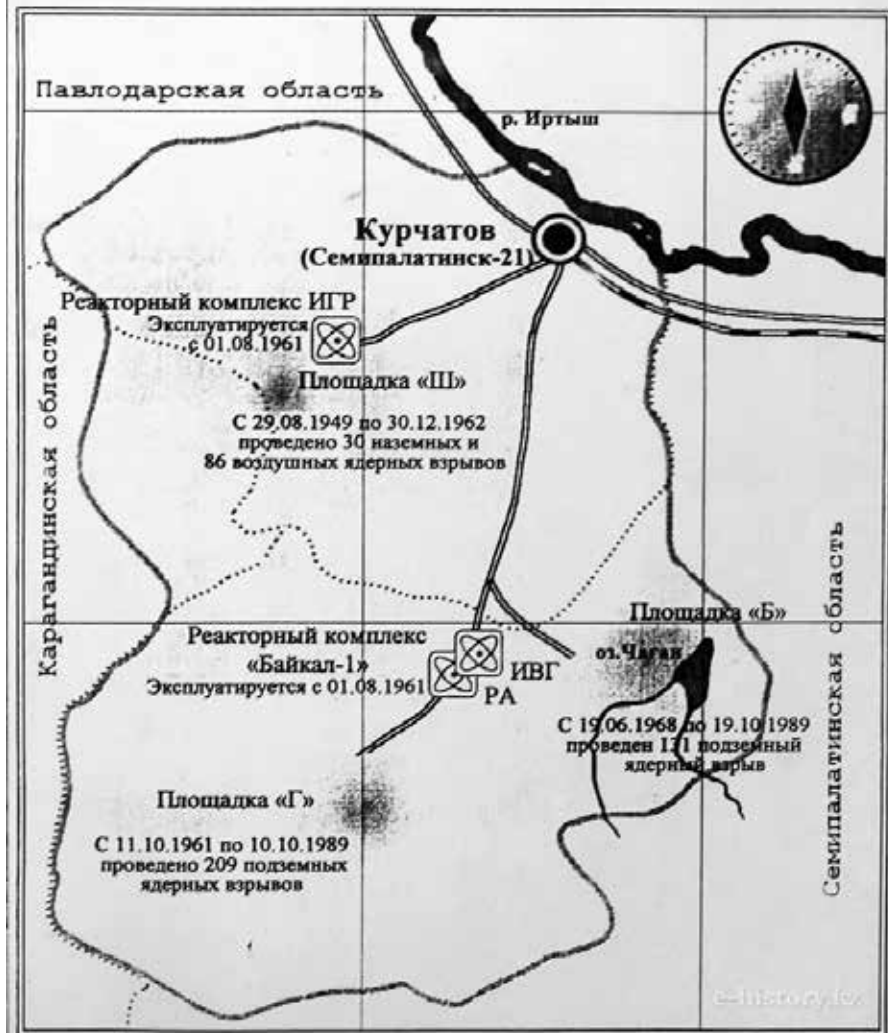 Павлодарская область
р. Иртыш
Курчатов
(Семипалатинск-21)
Реакторный комплекс ИГР
Эксплуатируется
с 01.08.1961
Площадка «Ш»
С 29.08.1949 по 30.12.1962
проведено 30 наземных и
86 воздушных ядерных взрывов
Карагандинская область
Площадка «Б»
оз.Чаган
Реакторный комплекс
«Байкал-1»
Эксплуатируется с 01.08.1961
ИВГ
РА
С 19.06.1968 по 19.10.1989
проведен 131 подземный
ядерный взрыв
Семипалатинская область
Площадка «Г»
С 11.10.1961 по 10.10.1989
проведено 209 подземных
ядерных взрывов
e-history.kz